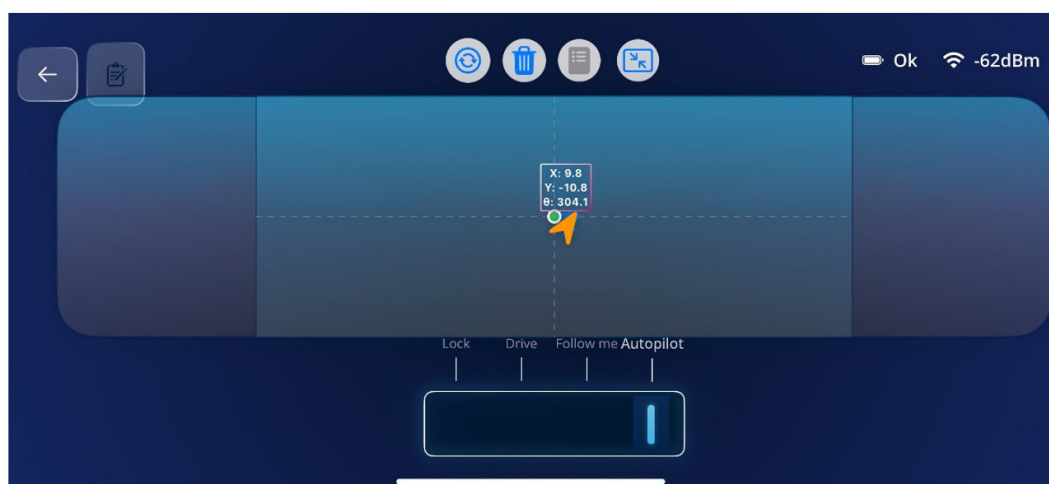 Ok -62dBm
X: 9.8
Y: -10.8
θ: 304.1
Lock Drive Follow me Autopilot